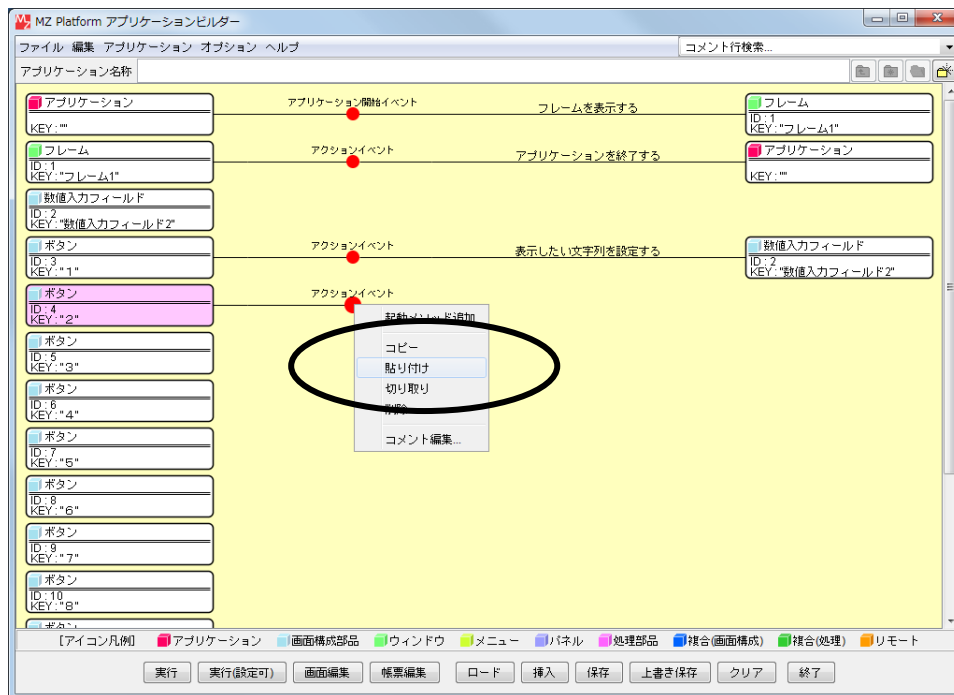 MZ Platform アプリケーションビルダー
ファイル 編集 アプリケーション オプション ヘルプ
コメント行検索...
アプリケーション名称
アプリケーション
KEY:""
アプリケーション開始イベント
フレームを表示する
フレーム
ID:1
KEY:"フレーム1"
フレーム
ID:1
KEY:"フレーム1"
アクションイベント
アプリケーションを終了する
アプリケーション
KEY:""
数値入力フィールド
ID:2
KEY:"数値入力フィールド2"
ボタン
ID:3
KEY:"1"
アクションイベント
表示したい文字列を設定する
数値入力フィールド
ID:2
KEY:"数値入力フィールド2"
ボタン
ID:4
KEY:"2"
アクションイベント
起動メソッド追加
コピー
貼り付け
切り取り
削除
コメント編集...
ボタン
ID:5
KEY:"3"
ボタン
ID:6
KEY:"4"
ボタン
ID:7
KEY:"5"
ボタン
ID:8
KEY:"6"
ボタン
ID:9
KEY:"7"
ボタン
ID:10
KEY:"8"
ボタン
[アイコン凡例] アプリケーション 画面構成部品 ウィンドウ メニュー パネル 処理部品 複合(画面構成) 複合(処理) リモート
実行 実行(設定可) 画面編集 帳票編集 ロード 挿入 保存 上書き保存 クリア 終了